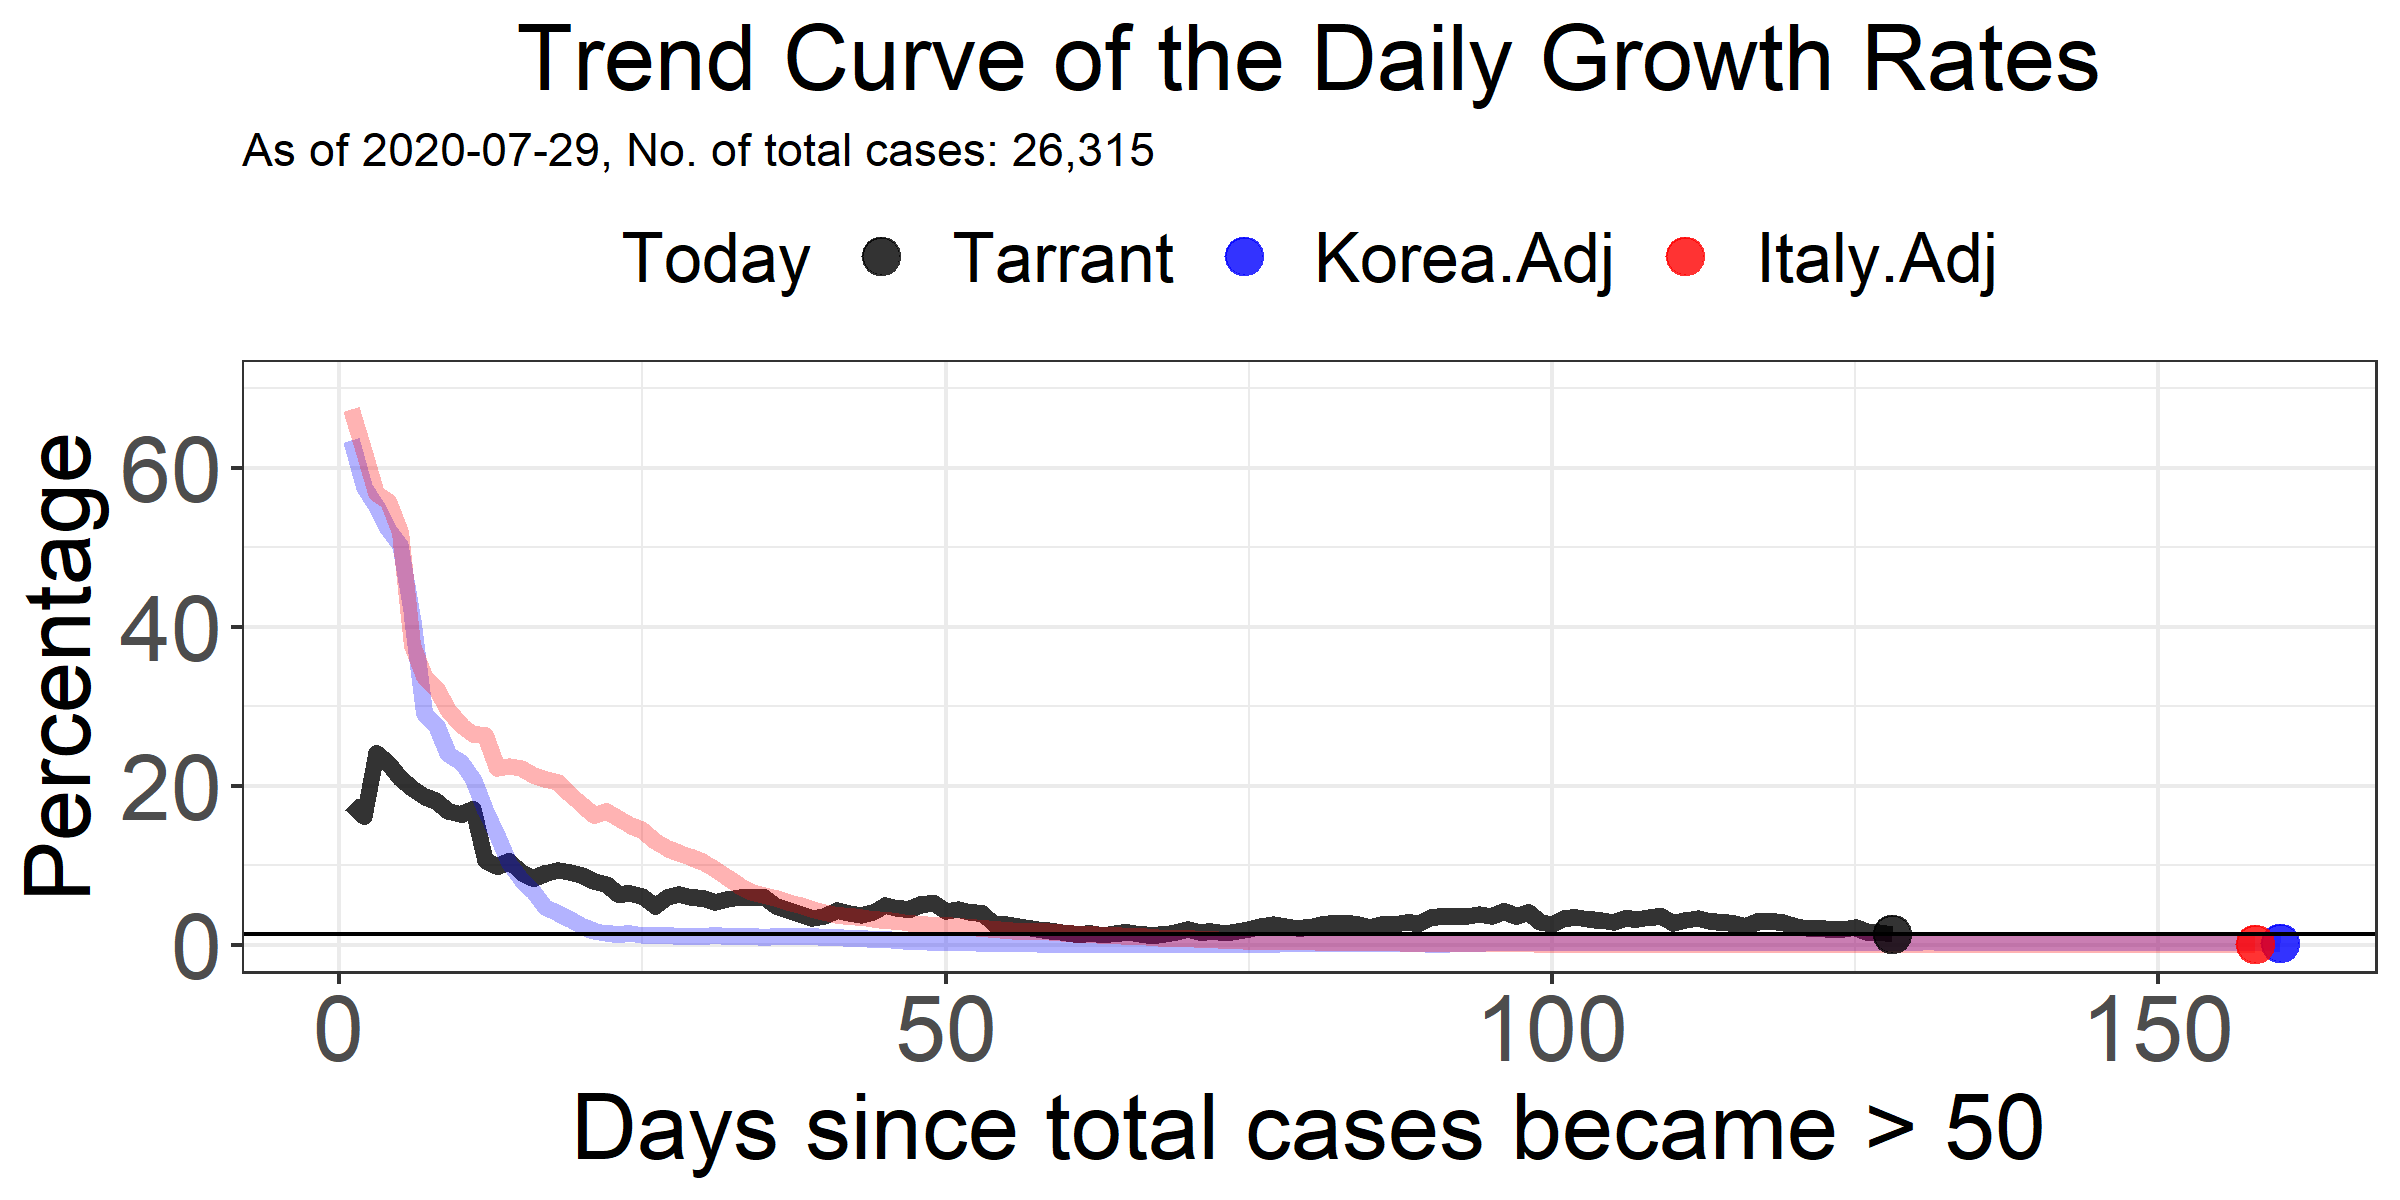 Trend Curve of the Daily Growth Rates
As of 2020-07-29, No. of total cases: 26,315
Today Tarrant Korea.Adj Italy.Adj
Percentage
60
40
20
0
0 50 100 150
Days since total cases became > 50